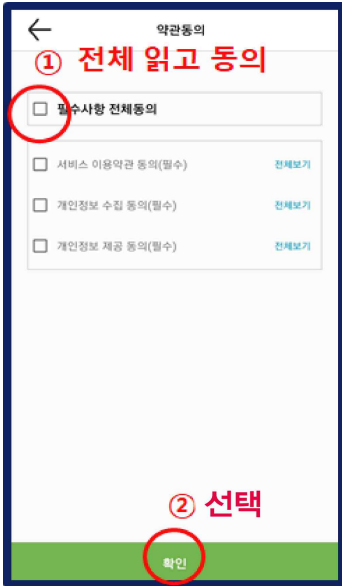 약관동의
① 전체 읽고 동의
필수사항 전체동의
서비스 이용약관 동의(필수) 전체보기
개인정보 수집 동의(필수) 전체보기
개인정보 제공 동의(필수) 전체보기
② 선택
확인